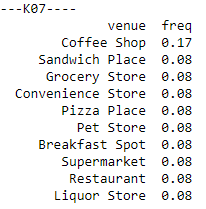 ---K07----
venue  freq
Coffee Shop  0.17
Sandwich Place  0.08
Grocery Store  0.08
Convenience Store  0.08
Pizza Place  0.08
Pet Store  0.08
Breakfast Spot  0.08
Supermarket  0.08
Restaurant  0.08
Liquor Store  0.08